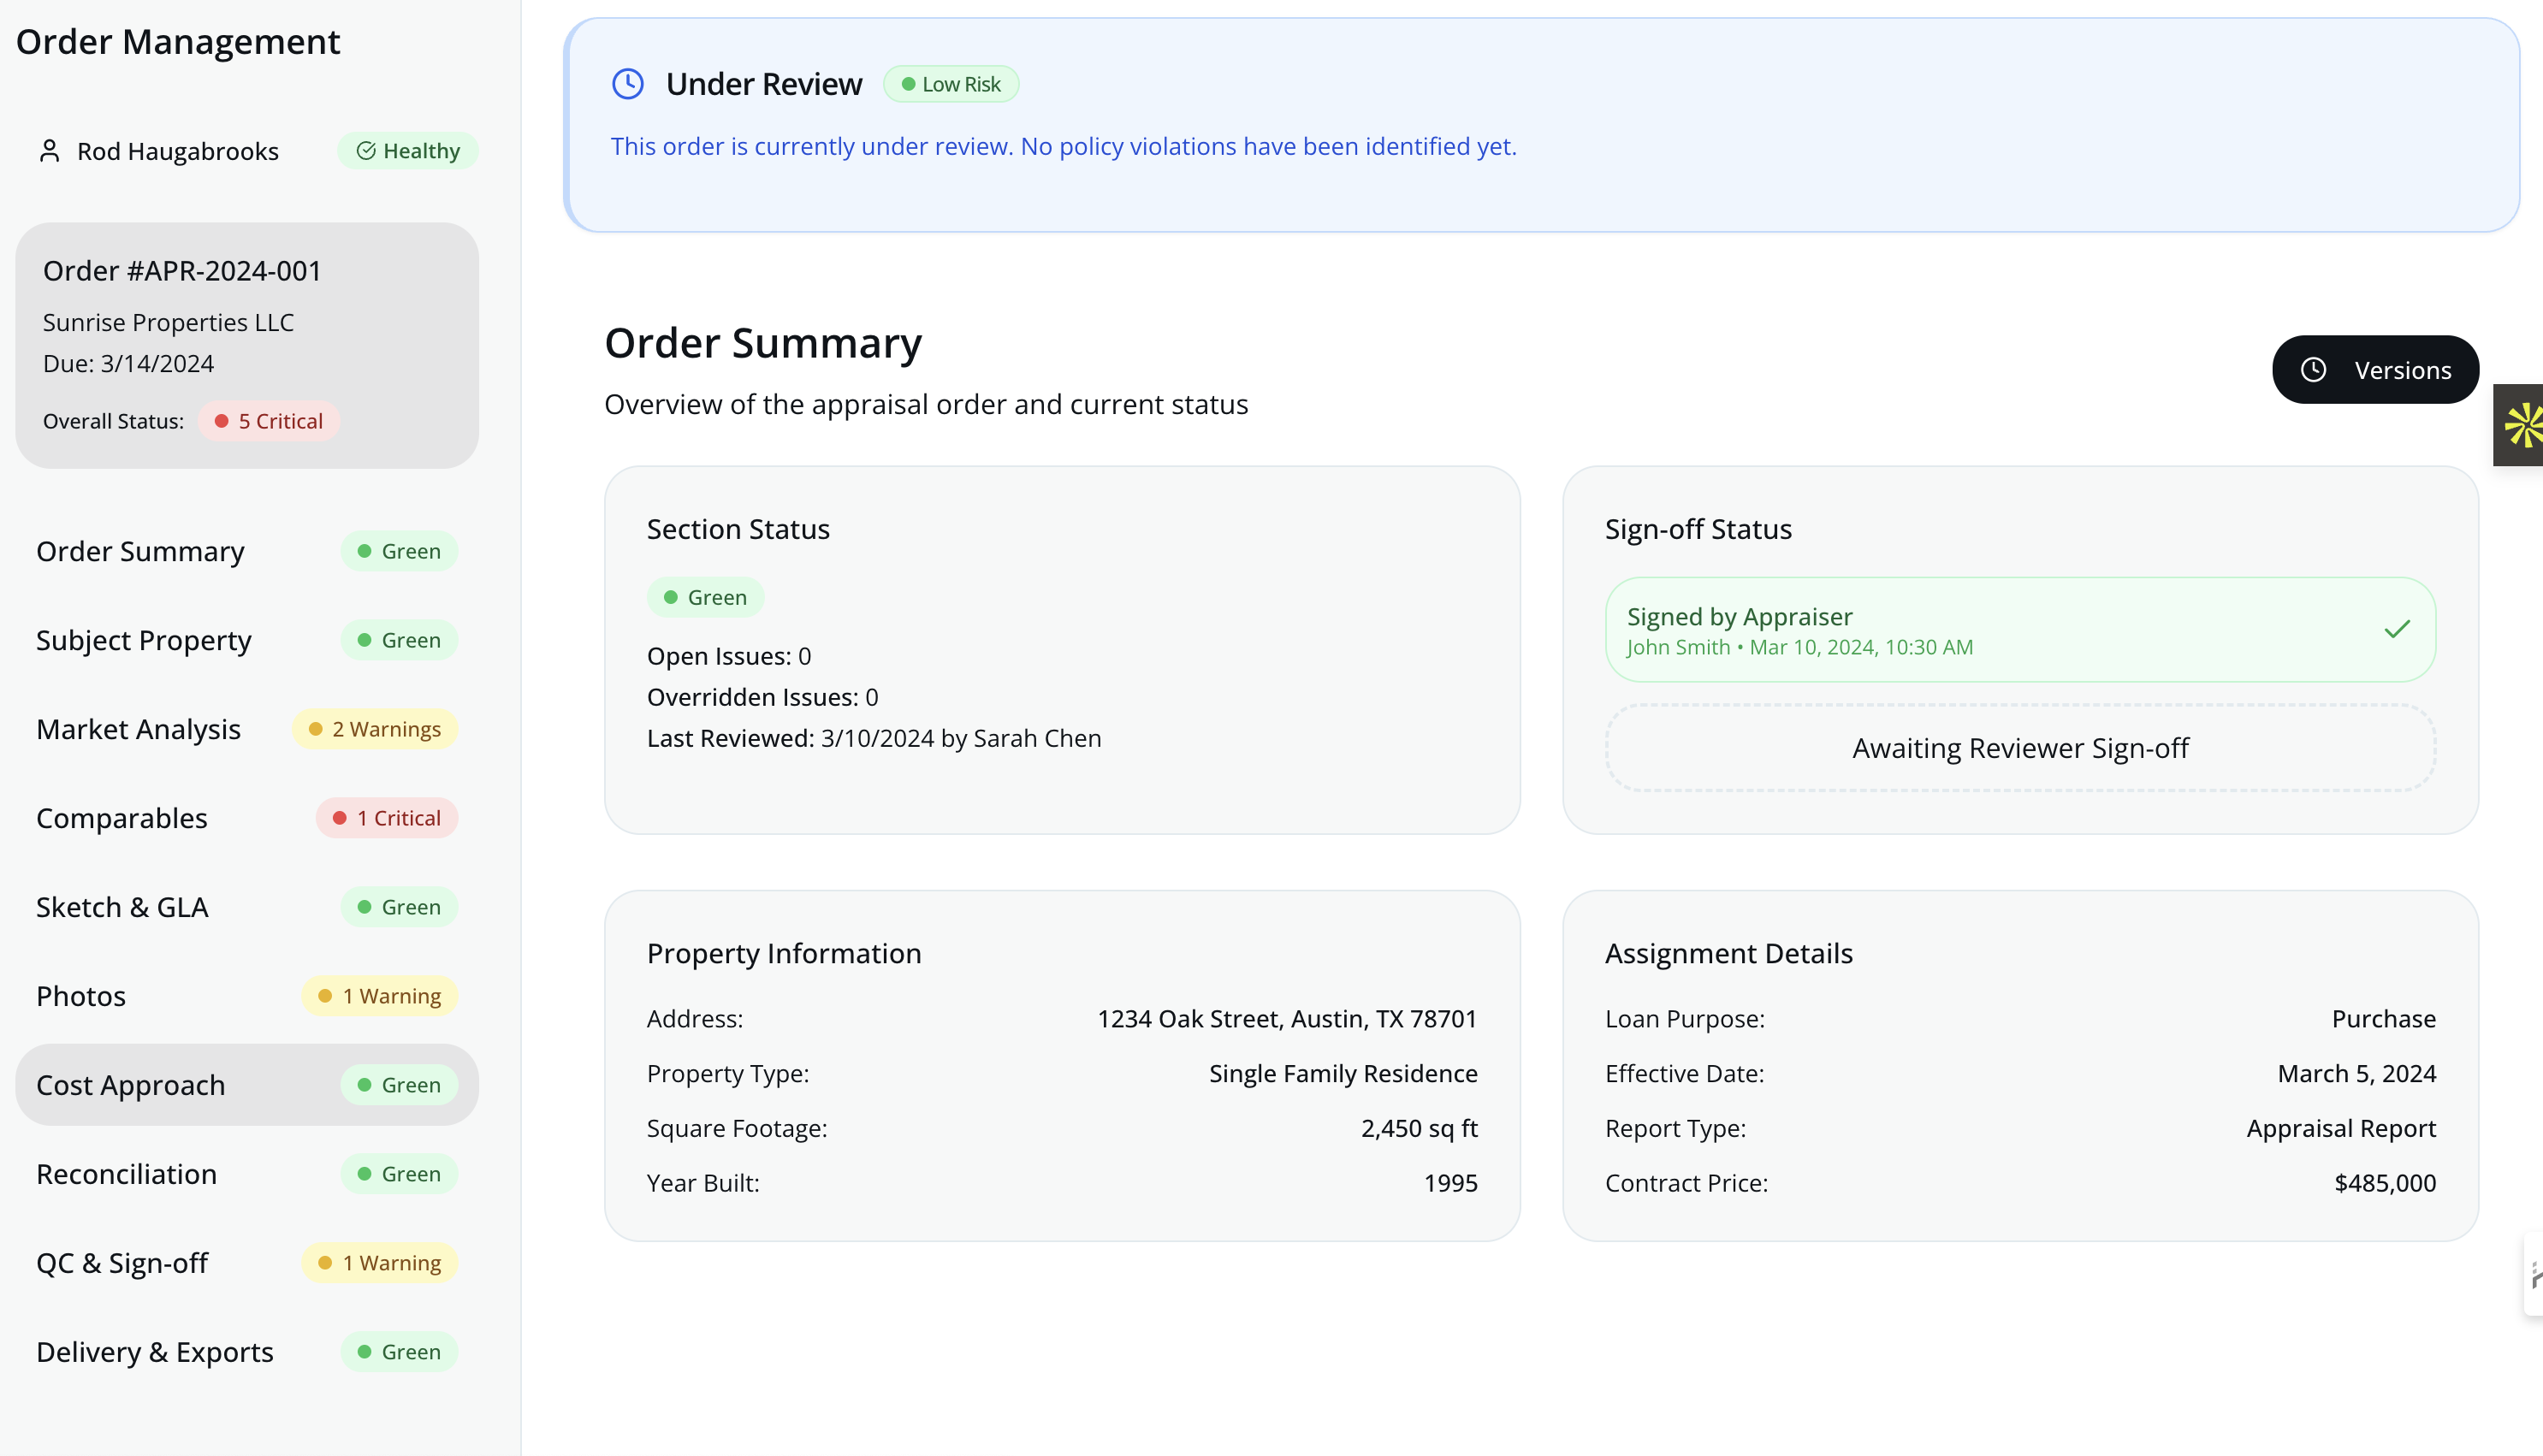 Order Management
Rod Haugabrooks
Healthy
Order #APR-2024-001
Sunrise Properties LLC
Due: 3/14/2024
Overall Status: 5 Critical
Order Summary Green
Subject Property Green
Market Analysis 2 Warnings
Comparables 1 Critical
Sketch & GLA Green
Photos 1 Warning
Cost Approach Green
Reconciliation Green
QC & Sign-off 1 Warning
Delivery & Exports Green
Under Review Low Risk
This order is currently under review. No policy violations have been identified yet.
Order Summary
Overview of the appraisal order and current status
Versions
Section Status
Green
Open Issues: 0
Overridden Issues: 0
Last Reviewed: 3/10/2024 by Sarah Chen
Sign-off Status
Signed by Appraiser
John Smith • Mar 10, 2024, 10:30 AM
Awaiting Reviewer Sign-off
Property Information
Address: 1234 Oak Street, Austin, TX 78701
Property Type: Single Family Residence
Square Footage: 2,450 sq ft
Year Built: 1995
Assignment Details
Loan Purpose: Purchase
Effective Date: March 5, 2024
Report Type: Appraisal Report
Contract Price: $485,000